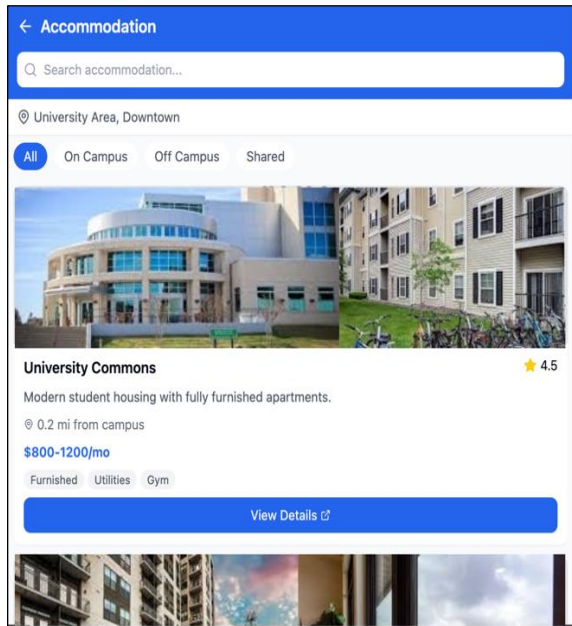 Accommodation
Search accommodation...
University Area, Downtown
All On Campus Off Campus Shared
University Commons 4.5
Modern student housing with fully furnished apartments.
0.2 mi from campus
$800-1200/mo
Furnished Utilities Gym
View Details